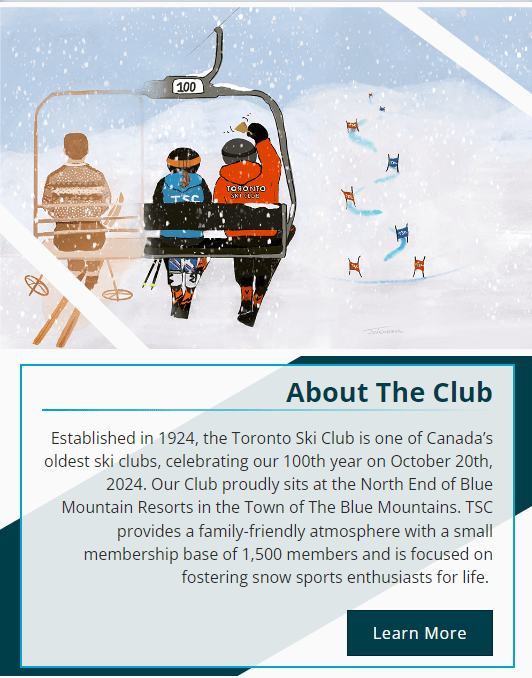 100
TORONTO
SKI CLUB
TSC
About The Club
Established in 1924, the Toronto Ski Club is one of Canada’s
oldest ski clubs, celebrating our 100th year on October 20th,
2024. Our Club proudly sits at the North End of Blue
Mountain Resorts in the Town of The Blue Mountains. TSC
provides a family-friendly atmosphere with a small
membership base of 1,500 members and is focused on
fostering snow sports enthusiasts for life.
Learn More